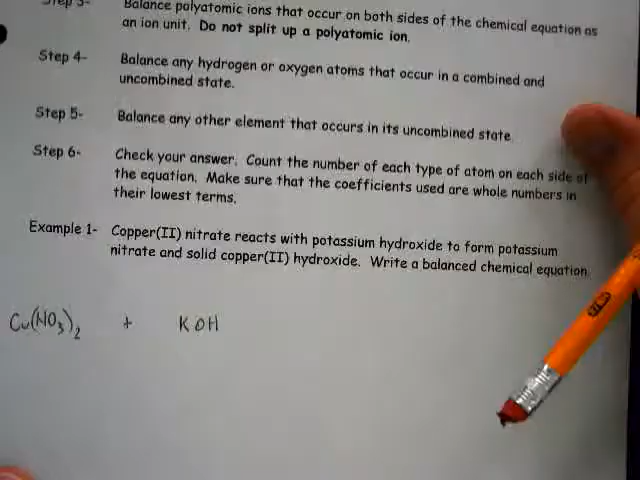 Step 3- Balance polyatomic ions that occur on both sides of the chemical equation as
an ion unit. Do not split up a polyatomic ion.
Step 4- Balance any hydrogen or oxygen atoms that occur in a combined and
uncombined state.
Step 5- Balance any other element that occurs in its uncombined state
Step 6- Check your answer. Count the number of each type of atom on each side of
the equation. Make sure that the coefficients used are whole numbers in
their lowest terms.
Example 1- Copper(II) nitrate reacts with potassium hydroxide to form potassium
nitrate and solid copper(II) hydroxide. Write a balanced chemical equation.
Cu(NO₃)₂ + KOH